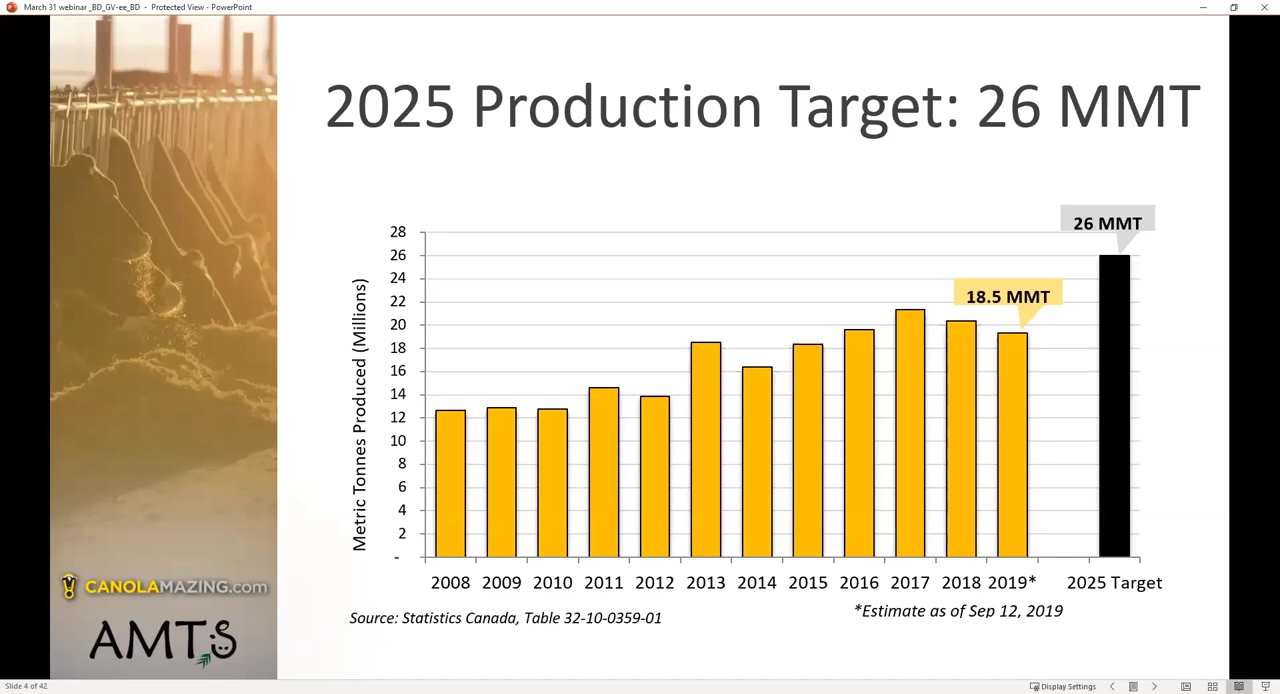 March 31 webinar _BD_GV-ee_BD - Protected View - PowerPoint
2025 Production Target: 26 MMT
26 MMT
18.5 MMT
Metric Tonnes Produced (Millions)
28
26
24
22
20
18
16
14
12
10
8
6
4
2
-
2008 2009 2010 2011 2012 2013 2014 2015 2016 2017 2018 2019* 2025 Target
*Estimate as of Sep 12, 2019
Source: Statistics Canada, Table 32-10-0359-01
CANOLAMAZING.com
AMTS
Slide 4 of 42
Display Settings